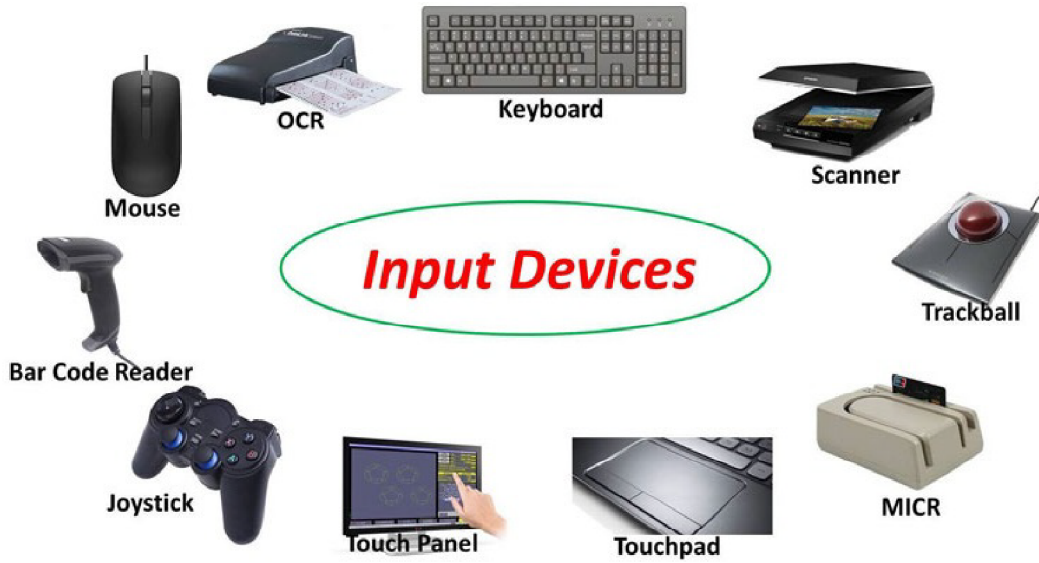 OCR
Keyboard
Mouse
Scanner
Input Devices
Trackball
Bar Code Reader
Joystick
Touch Panel
Touchpad
MICR